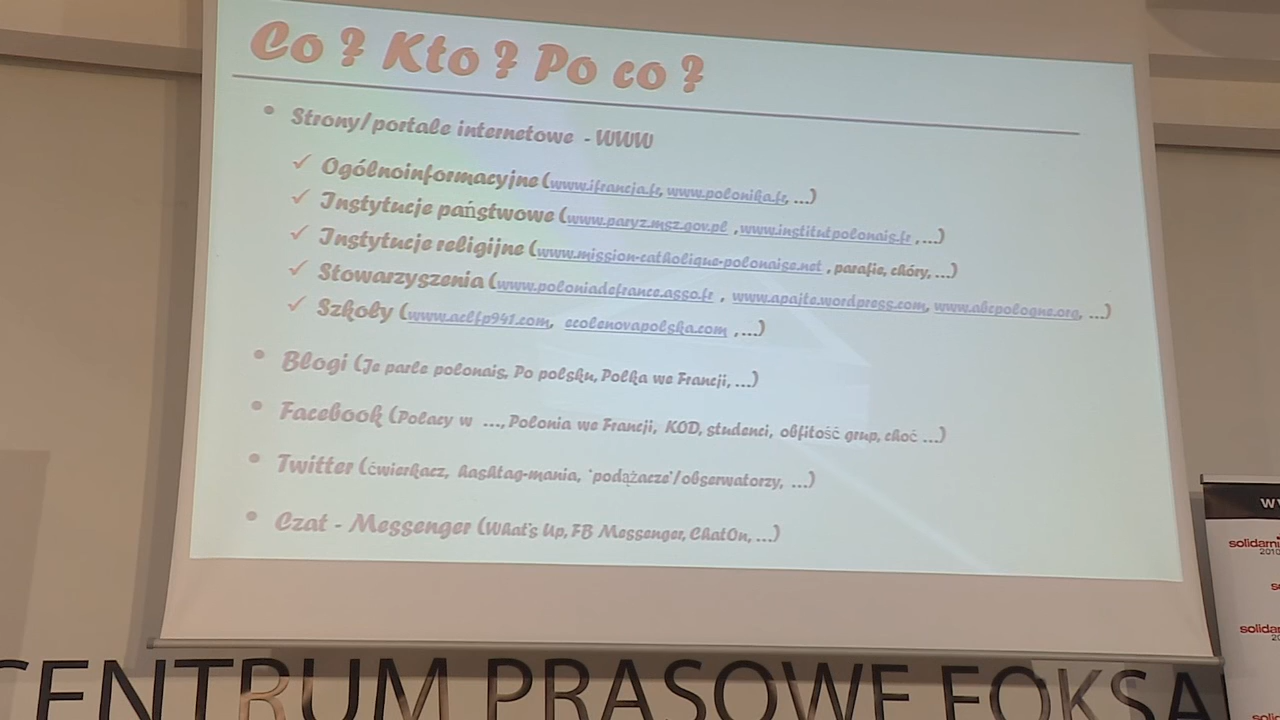 Co ? Kto ? Po co ?
• Strony/portale internetowe - WWW
✓ Ogólnoinformacyjne (www.ifrancja.fr, www.polonika.fr, ...)
✓ Instytucje państwowe (www.paryz.msz.gov.pl , www.institutpolonais.fr , ...)
✓ Instytucje religijne (www.mission-catholique-polonaise.net , parafie, chóry, ...)
✓ Stowarzyszenia (www.poloniadefrance.asso.fr , www.apajte.wordpress.com, www.abcpologne.org, ...)
✓ Szkoły (www.aclfp941.com, ecolenovapolska.com , ...)
• Blogi (Je parle polonais, Po polsku, Polka we Francji, ...)
• Facebook (Polacy w ..., Polonia we Francji, KOD, studenci, obfitość grup, choć ...)
• Twitter (ćwierkacz, hashtag-mania, 'podążacze'/obserwatorzy, ...)
• Czat - Messenger (What's Up, FB Messenger, ChatOn, ...)
CENTRUM PRASOWE FOKSA
solidarni
2010